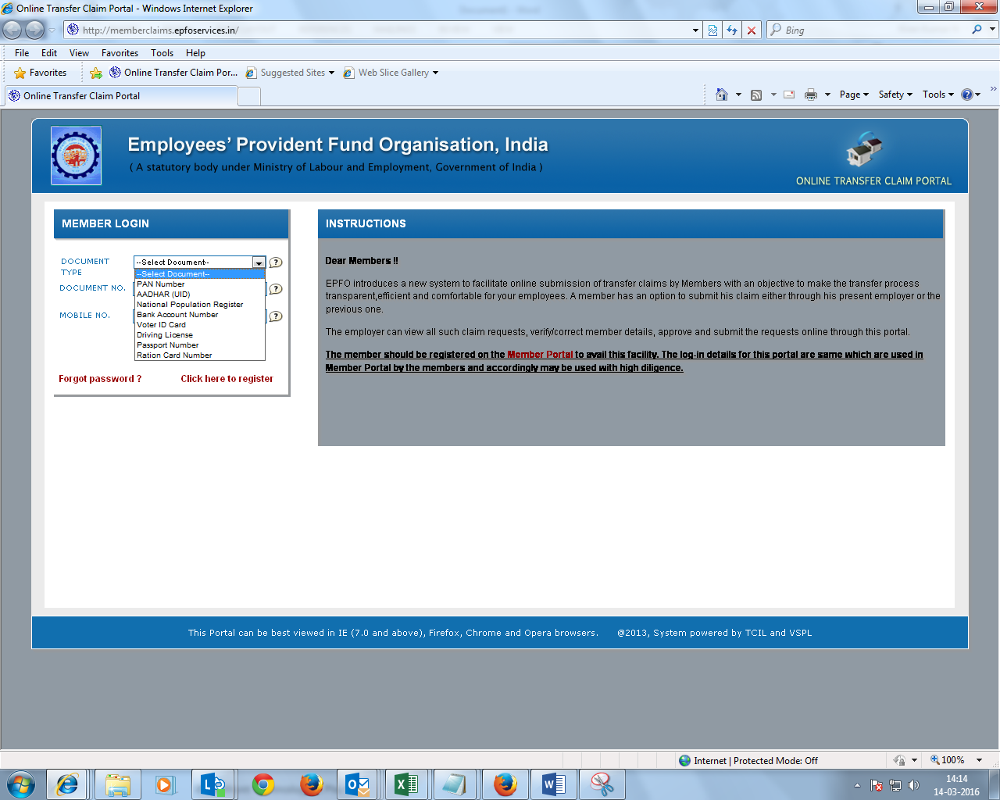 Online Transfer Claim Portal - Windows Internet Explorer
http://memberclaims.epfoservices.in/
Bing
File Edit View Favorites Tools Help
Favorites Online Transfer Claim Por... Suggested Sites Web Slice Gallery
Online Transfer Claim Portal
Page Safety Tools
Employees' Provident Fund Organisation, India
( A statutory body under Ministry of Labour and Employment, Government of India )
ONLINE TRANSFER CLAIM PORTAL
MEMBER LOGIN
DOCUMENT TYPE
--Select Document--
--Select Document--
PAN Number
AADHAR (UID)
National Population Register
Bank Account Number
Voter ID Card
Driving License
Passport Number
Ration Card Number
DOCUMENT NO.
MOBILE NO.
Forgot password ? Click here to register
INSTRUCTIONS
Dear Members !!
EPFO introduces a new system to facilitate online submission of transfer claims by Members with an objective to make the transfer process
transparent,efficient and comfortable for your employees. A member has an option to submit his claim either through his present employer or the
previous one.
The employer can view all such claim requests, verify/correct member details, approve and submit the requests online through this portal.
The member should be registered on the Member Portal to avail this facility. The log-in details for this portal are same which are used in
Member Portal by the members and accordingly may be used with high diligence.
This Portal can be best viewed in IE (7.0 and above), Firefox, Chrome and Opera browsers. @2013, System powered by TCIL and VSPL
Internet | Protected Mode: Off
100%
14:14
14-03-2016